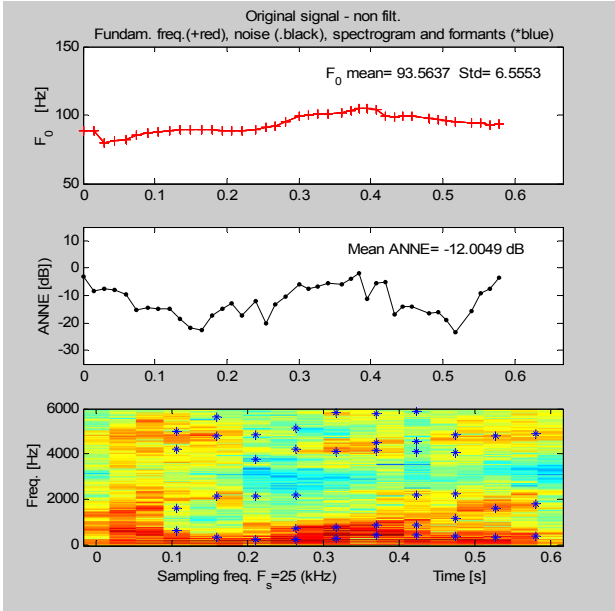 Original signal - non filt.
Fundam. freq.(+red), noise (.black), spectrogram and formants (*blue)
150
100
50
F0 [Hz]
F0 mean= 93.5637 Std= 6.5553
0 0.1 0.2 0.3 0.4 0.5 0.6
10
0
-10
-20
-30
ANNE [dB])
Mean ANNE= -12.0049 dB
0 0.1 0.2 0.3 0.4 0.5 0.6
6000
4000
2000
0
Freq. [Hz]
0 0.1 0.2 0.3 0.4 0.5 0.6
Sampling freq. Fs=25 (kHz) Time [s]